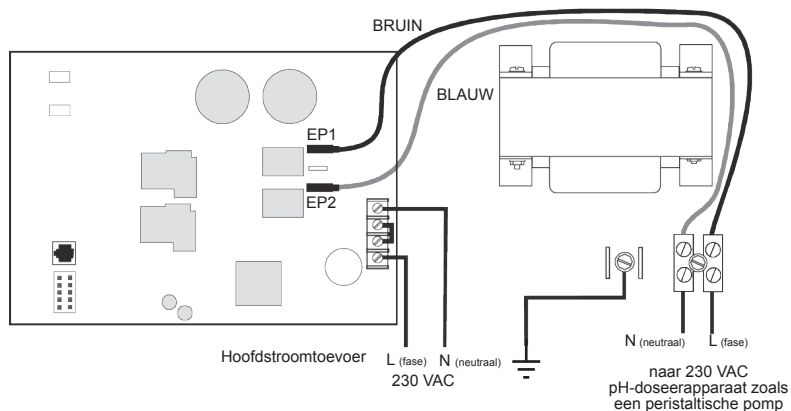 BRUIN
BLAUW
EP1
EP2
Hoofdstroomtoevoer
L (fase) N (neutraal)
230 VAC
N (neutraal) L (fase)
naar 230 VAC
pH-doseerapparaat zoals
een peristaltische pomp